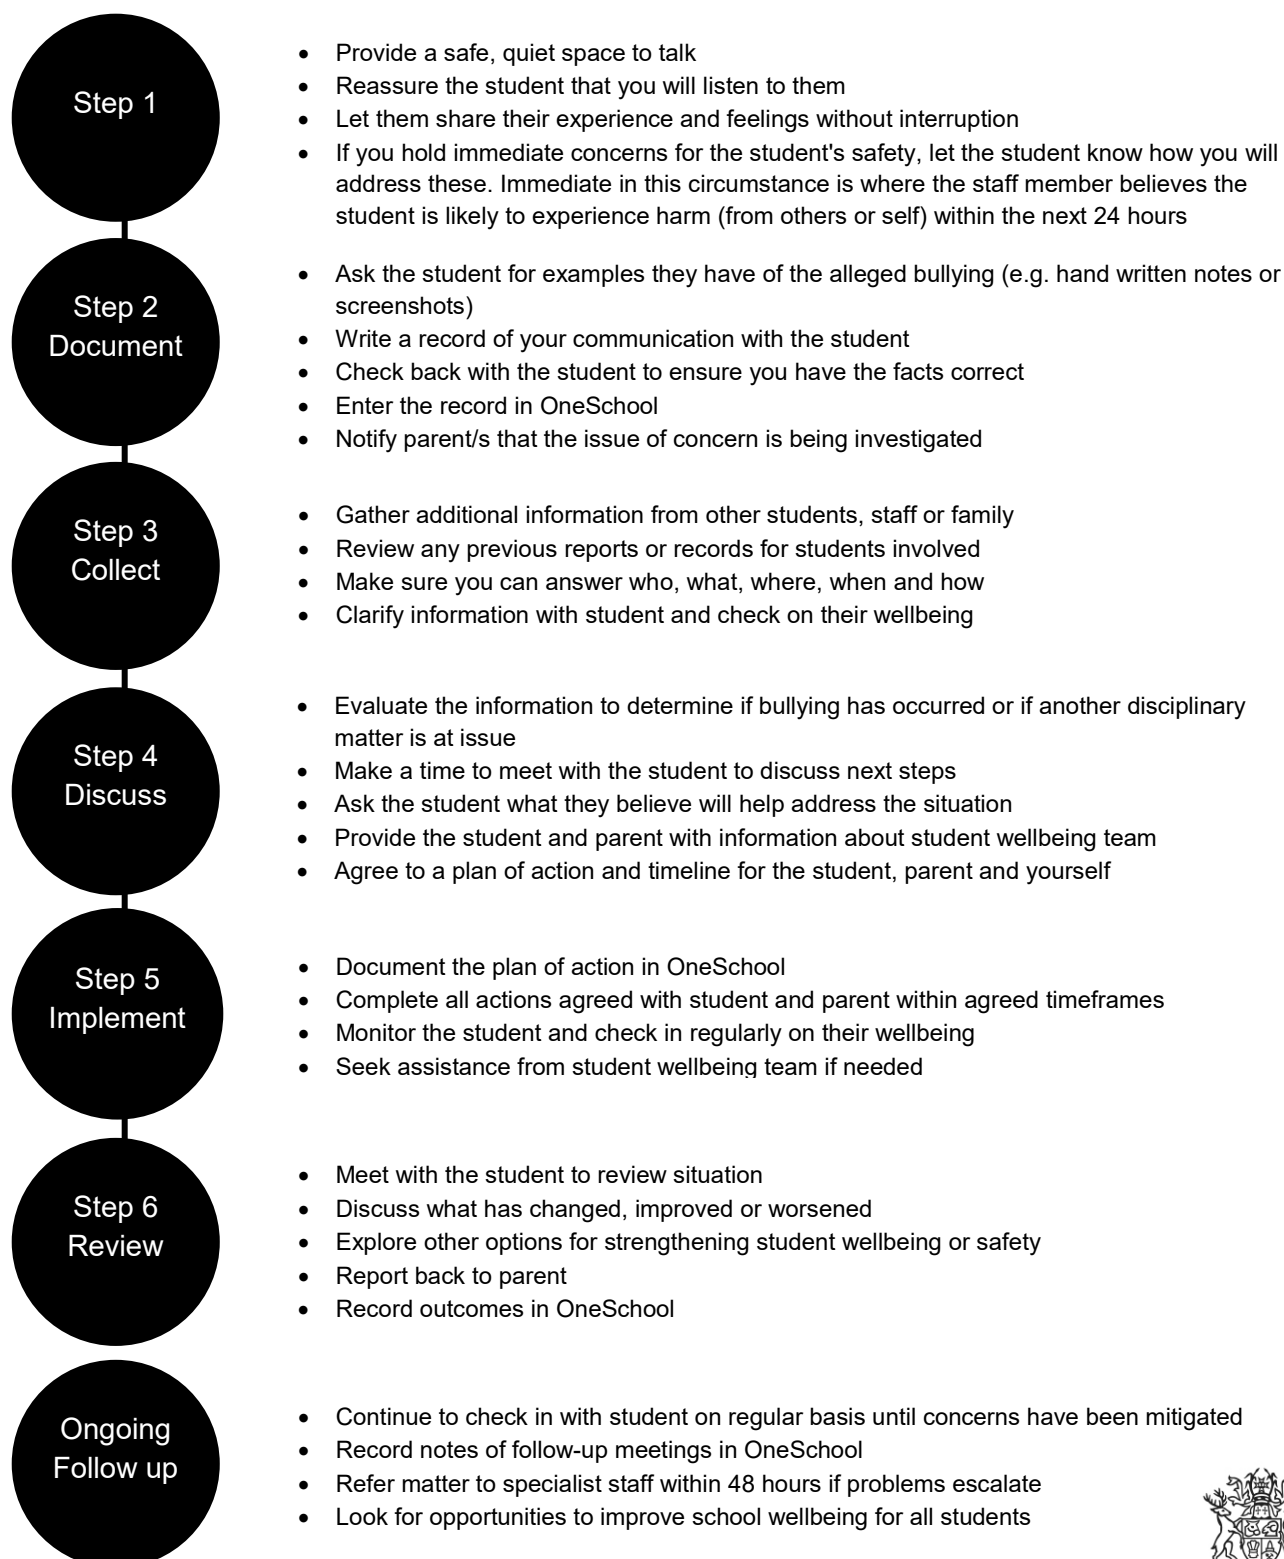 Step 1
• Provide a safe, quiet space to talk
• Reassure the student that you will listen to them
• Let them share their experience and feelings without interruption
• If you hold immediate concerns for the student's safety, let the student know how you will
address these. Immediate in this circumstance is where the staff member believes the
student is likely to experience harm (from others or self) within the next 24 hours
Step 2
Document
• Ask the student for examples they have of the alleged bullying (e.g. hand written notes or
screenshots)
• Write a record of your communication with the student
• Check back with the student to ensure you have the facts correct
• Enter the record in OneSchool
• Notify parent/s that the issue of concern is being investigated
Step 3
Collect
• Gather additional information from other students, staff or family
• Review any previous reports or records for students involved
• Make sure you can answer who, what, where, when and how
• Clarify information with student and check on their wellbeing
Step 4
Discuss
• Evaluate the information to determine if bullying has occurred or if another disciplinary
matter is at issue
• Make a time to meet with the student to discuss next steps
• Ask the student what they believe will help address the situation
• Provide the student and parent with information about student wellbeing team
• Agree to a plan of action and timeline for the student, parent and yourself
Step 5
Implement
• Document the plan of action in OneSchool
• Complete all actions agreed with student and parent within agreed timeframes
• Monitor the student and check in regularly on their wellbeing
• Seek assistance from student wellbeing team if needed
Step 6
Review
• Meet with the student to review situation
• Discuss what has changed, improved or worsened
• Explore other options for strengthening student wellbeing or safety
• Report back to parent
• Record outcomes in OneSchool
Ongoing
Follow up
• Continue to check in with student on regular basis until concerns have been mitigated
• Record notes of follow-up meetings in OneSchool
• Refer matter to specialist staff within 48 hours if problems escalate
• Look for opportunities to improve school wellbeing for all students